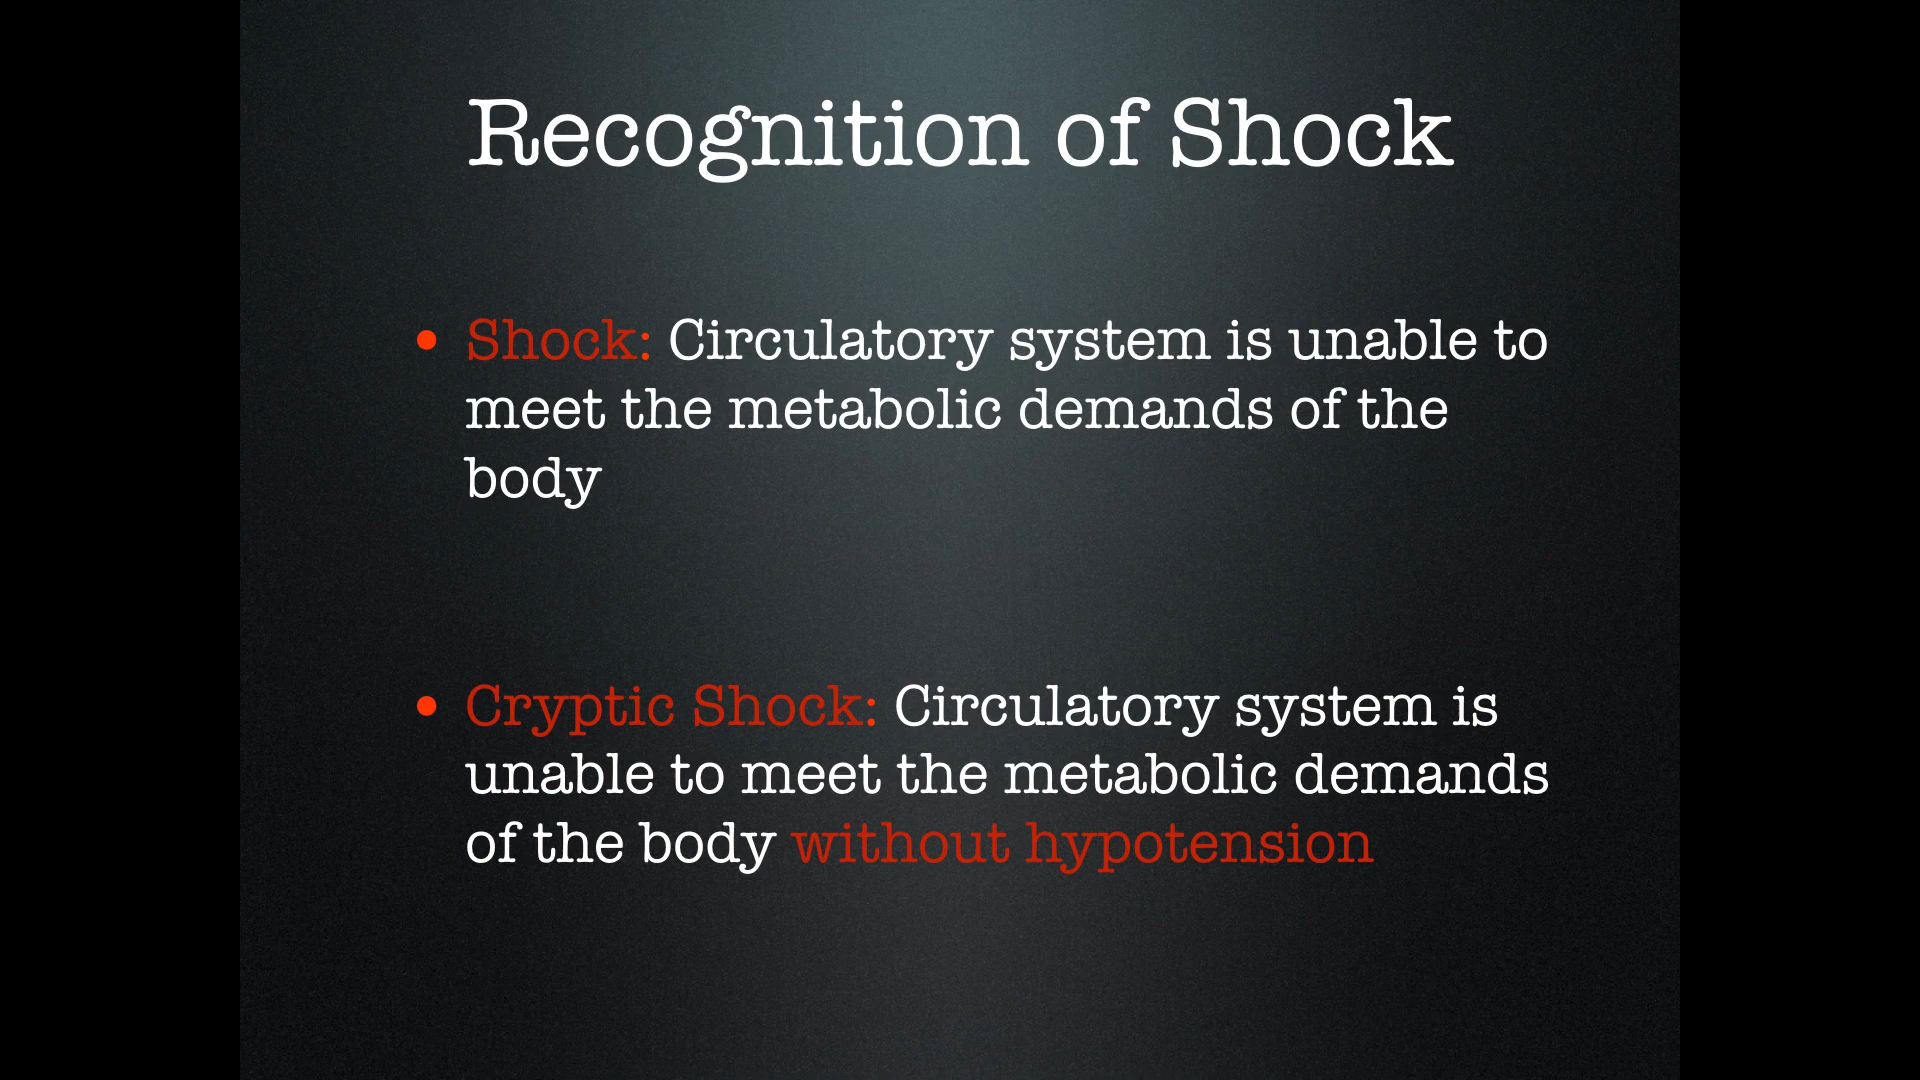 Recognition of Shock
• Shock: Circulatory system is unable to
meet the metabolic demands of the
body
• Cryptic Shock: Circulatory system is
unable to meet the metabolic demands
of the body without hypotension